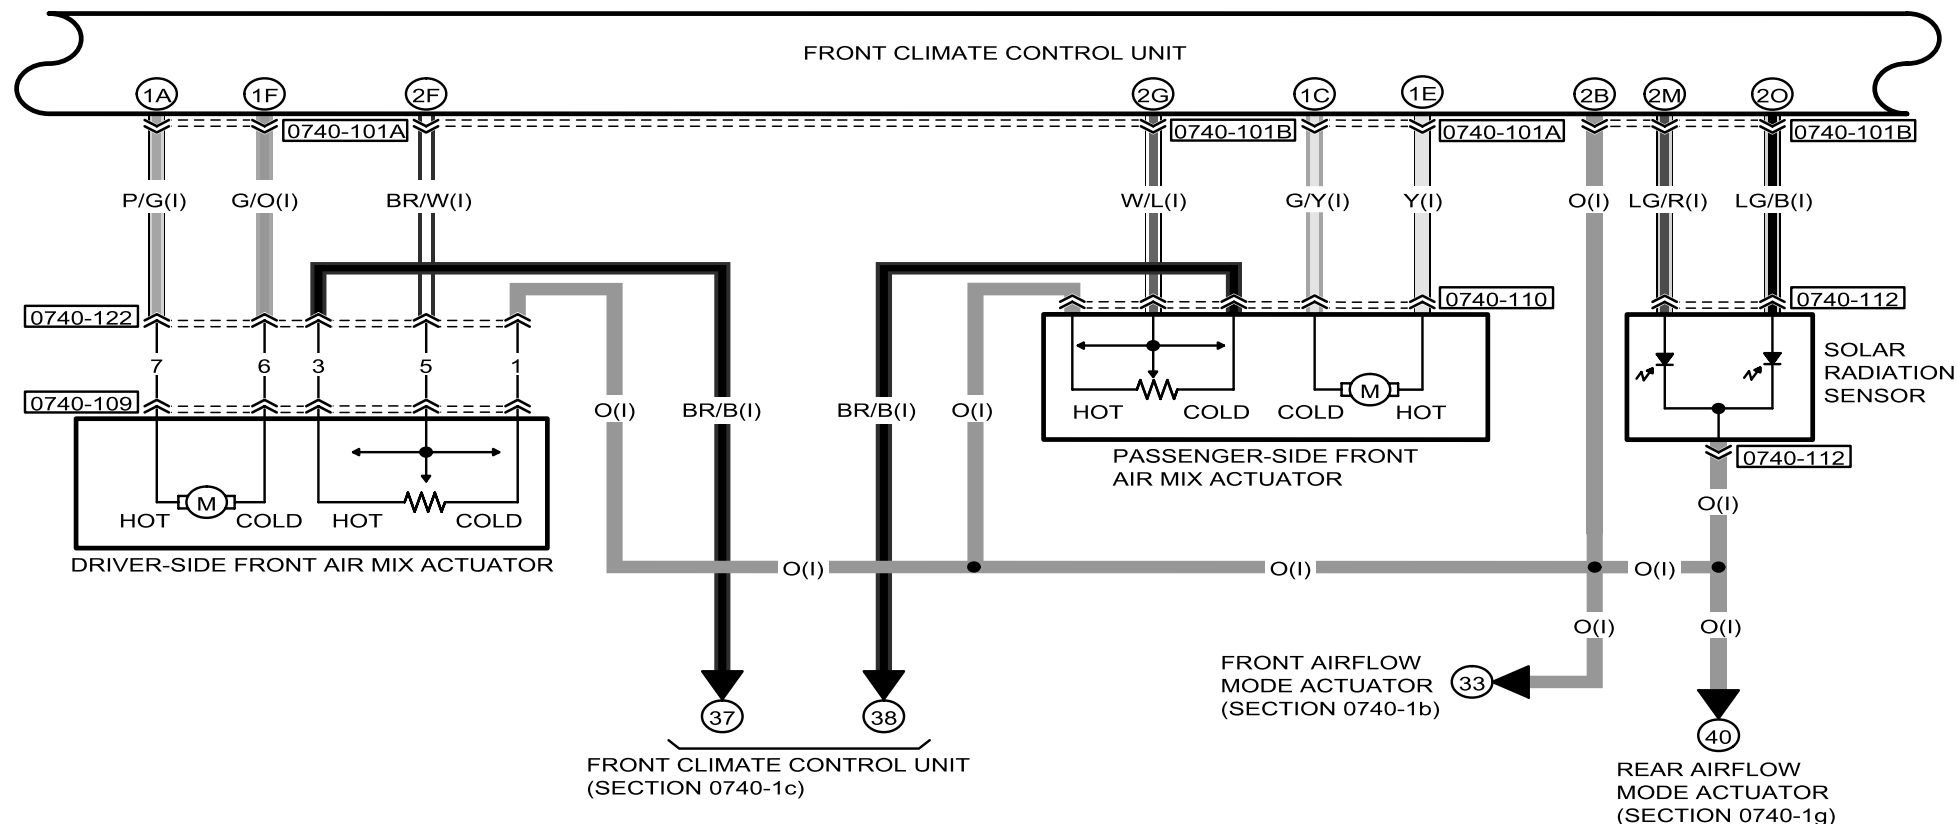 FRONT CLIMATE CONTROL UNIT
1A 1F 2F 2G 1C 1E 2B 2M 2O
0740-101A 0740-101B 0740-101A 0740-101B
P/G(I) G/O(I) BR/W(I) W/L(I) G/Y(I) Y(I) O(I) LG/R(I) LG/B(I)
0740-122 0740-110 0740-112
7 6 3 5 1
SOLAR
RADIATION
SENSOR
0740-109
O(I) BR/B(I) BR/B(I) O(I)
M
HOT COLD COLD HOT
PASSENGER-SIDE FRONT
AIR MIX ACTUATOR
0740-112
O(I)
M
HOT COLD HOT COLD
DRIVER-SIDE FRONT AIR MIX ACTUATOR
O(I) O(I) O(I)
O(I) O(I)
FRONT AIRFLOW
MODE ACTUATOR
(SECTION 0740-1b)
33
37 38
40
FRONT CLIMATE CONTROL UNIT
(SECTION 0740-1c)
REAR AIRFLOW
MODE ACTUATOR
(SECTION 0740-1g)